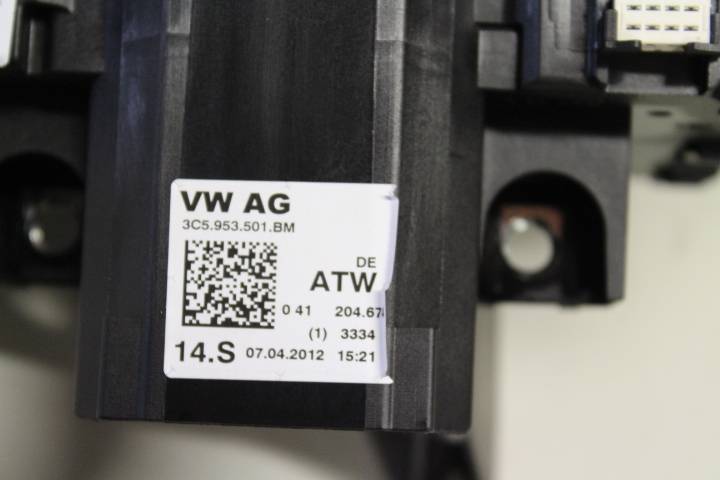 VW AG
3C5.953.501.BM
DE
ATW
0 41 204.67
(1) 3334
14.S 07.04.2012 15:21